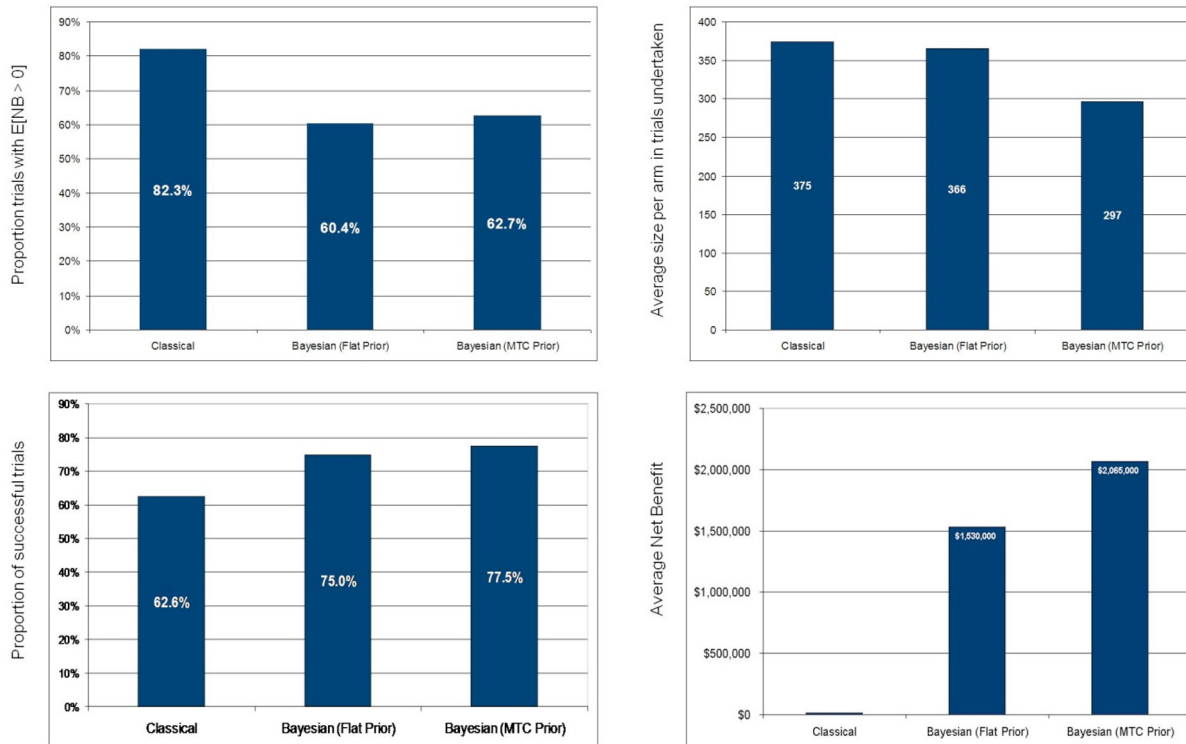 Proportion trials with E[NB > 0]
90%
80%
70%
60%
50%
40%
30%
20%
10%
0%
82.3%
60.4%
62.7%
Classical
Bayesian (Flat Prior)
Bayesian (MTC Prior)
Average size per arm in trials undertaken
400
350
300
250
200
150
100
50
0
375
366
297
Classical
Bayesian (Flat Prior)
Bayesian (MTC Prior)
Proportion of successful trials
90%
80%
70%
60%
50%
40%
30%
20%
10%
0%
62.6%
75.0%
77.5%
Classical
Bayesian (Flat Prior)
Bayesian (MTC Prior)
Average Net Benefit
$2,500,000
$2,000,000
$1,500,000
$1,000,000
$500,000
$0
$1,530,000
$2,065,000
Classical
Bayesian (Flat Prior)
Bayesian (MTC Prior)